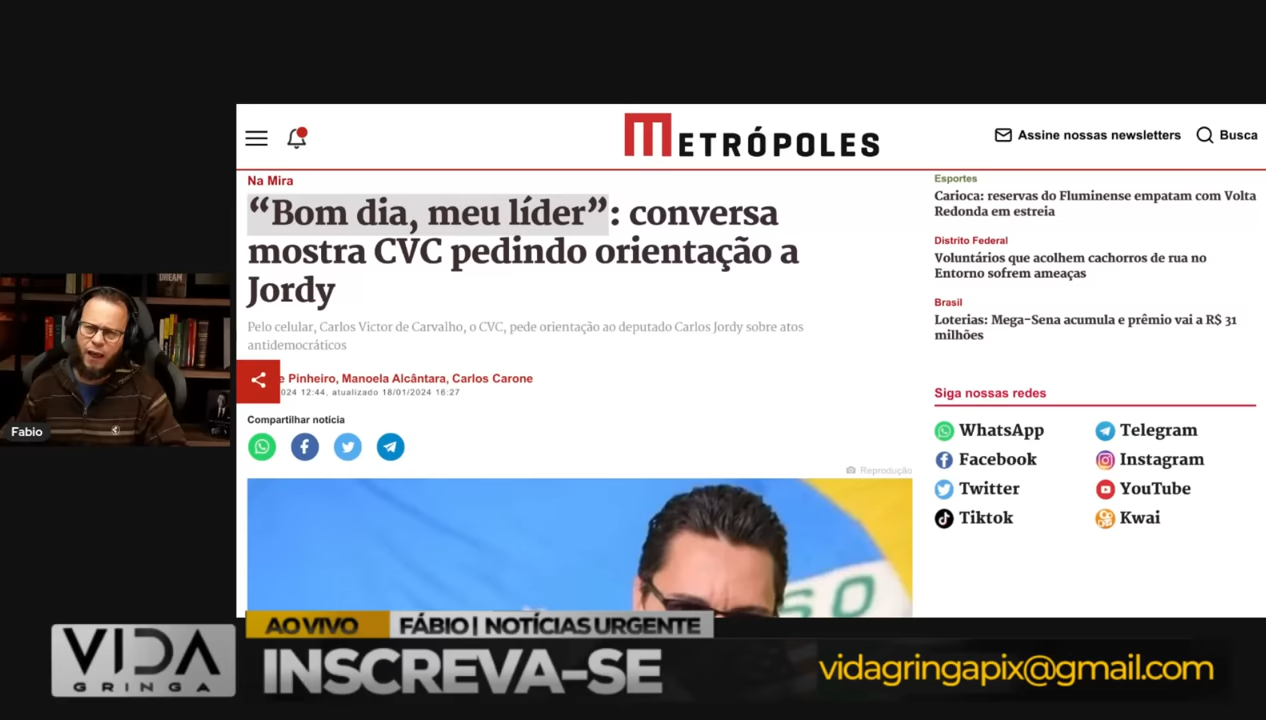 METRÓPOLES
Assine nossas newsletters
Busca
Na Mira
“Bom dia, meu líder”: conversa
mostra CVC pedindo orientação a
Jordy
Pelo celular, Carlos Victor de Carvalho, o CVC, pede orientação ao deputado Carlos Jordy sobre atos
antidemocráticos
e Pinheiro, Manoela Alcântara, Carlos Carone
024 12:44, atualizado 18/01/2024 16:27
Compartilhar notícia
Reprodução
Esportes
Carioca: reservas do Fluminense empatam com Volta
Redonda em estreia
Distrito Federal
Voluntários que acolhem cachorros de rua no
Entorno sofrem ameaças
Brasil
Loterias: Mega-Sena acumula e prêmio vai a R$ 31
milhões
Siga nossas redes
WhatsApp
Telegram
Facebook
Instagram
Twitter
YouTube
Tiktok
Kwai
DREAM
Fabio
SO
VIDA
GRINGA
AO VIVO
FÁBIO | NOTÍCIAS URGENTE
INSCREVA-SE
vidagringapix@gmail.com